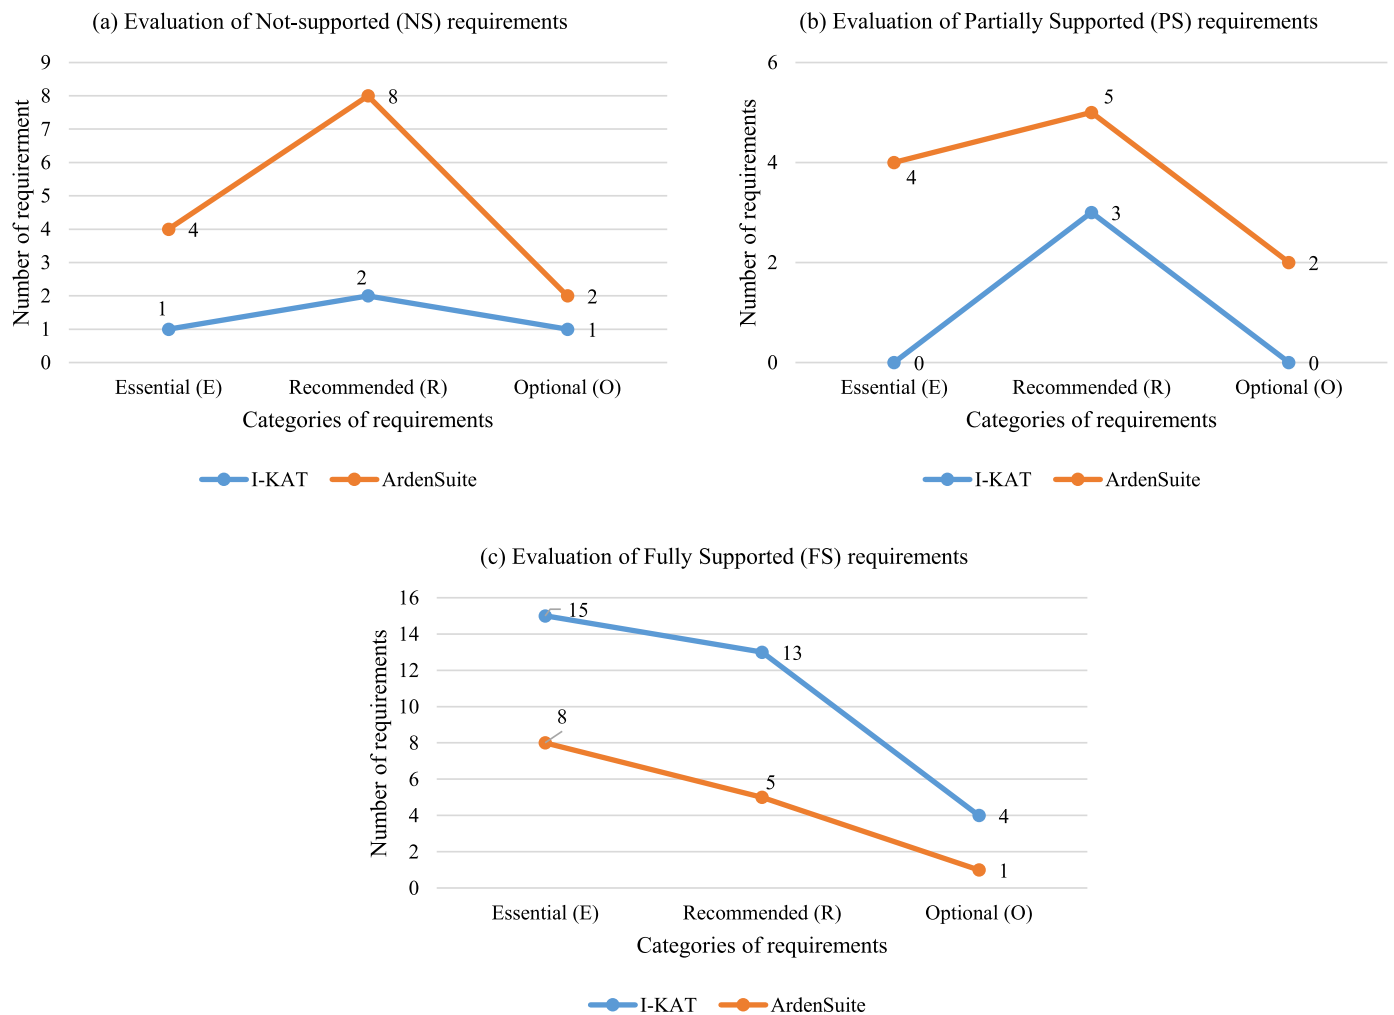 (a) Evaluation of Not-supported (NS) requirements
9
8
7
6
5
4
3
2
1
0
Number of requirerment
4
8
2
1
2
1
Essential (E) Recommended (R) Optional (O)
Categories of requirements
I-KAT ArdenSuite
(b) Evaluation of Partially Supported (PS) requirements
6
4
2
0
Number of requirements
4
5
2
0
3
0
Essential (E) Recommended (R) Optional (O)
Categories of requirements
I-KAT ArdenSuite
(c) Evaluation of Fully Supported (FS) requirements
16
14
12
10
8
6
4
2
0
Number of requirements
15
13
4
8
5
1
Essential (E) Recommended (R) Optional (O)
Categories of requirements
I-KAT ArdenSuite